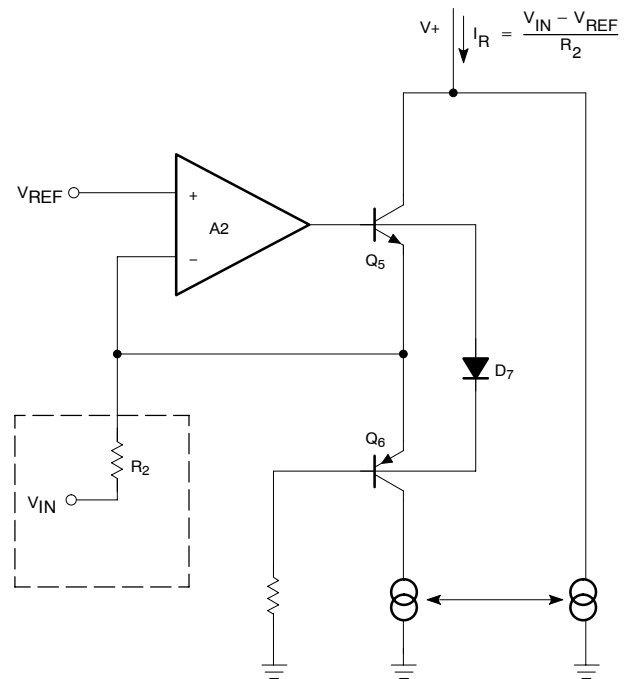 V+
I_R = (V_IN − V_REF) / R_2
V_REF
+
−
A2
Q_5
D_7
Q_6
R_2
V_IN